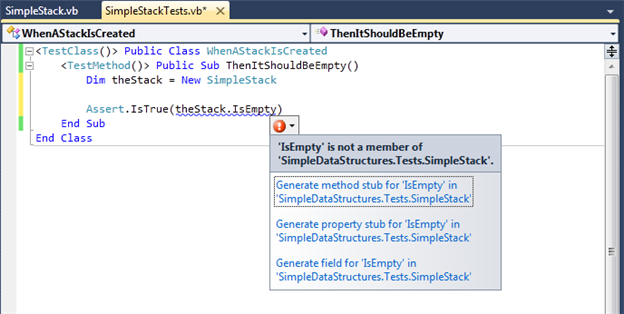 SimpleStack.vb
SimpleStackTests.vb*
WhenAStackIsCreated
ThenItShouldBeEmpty
<TestClass()> Public Class WhenAStackIsCreated
<TestMethod()> Public Sub ThenItShouldBeEmpty()
Dim theStack = New SimpleStack
Assert.IsTrue(theStack.IsEmpty)
End Sub
End Class
'IsEmpty' is not a member of
'SimpleDataStructures.Tests.SimpleStack'.
Generate method stub for 'IsEmpty' in
'SimpleDataStructures.Tests.SimpleStack'
Generate property stub for 'IsEmpty' in
'SimpleDataStructures.Tests.SimpleStack'
Generate field for 'IsEmpty' in
'SimpleDataStructures.Tests.SimpleStack'